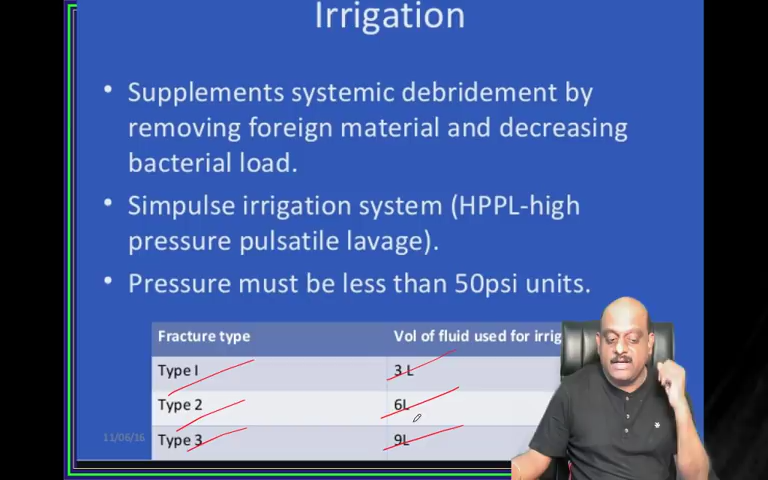 Irrigation
• Supplements systemic debridement by
removing foreign material and decreasing
bacterial load.
• Simpulse irrigation system (HPPL-high
pressure pulsatile lavage).
• Pressure must be less than 50psi units.
Fracture type Vol of fluid used for irrig
Type I 3 L
Type 2 6L
Type 3 9L
11/06/16